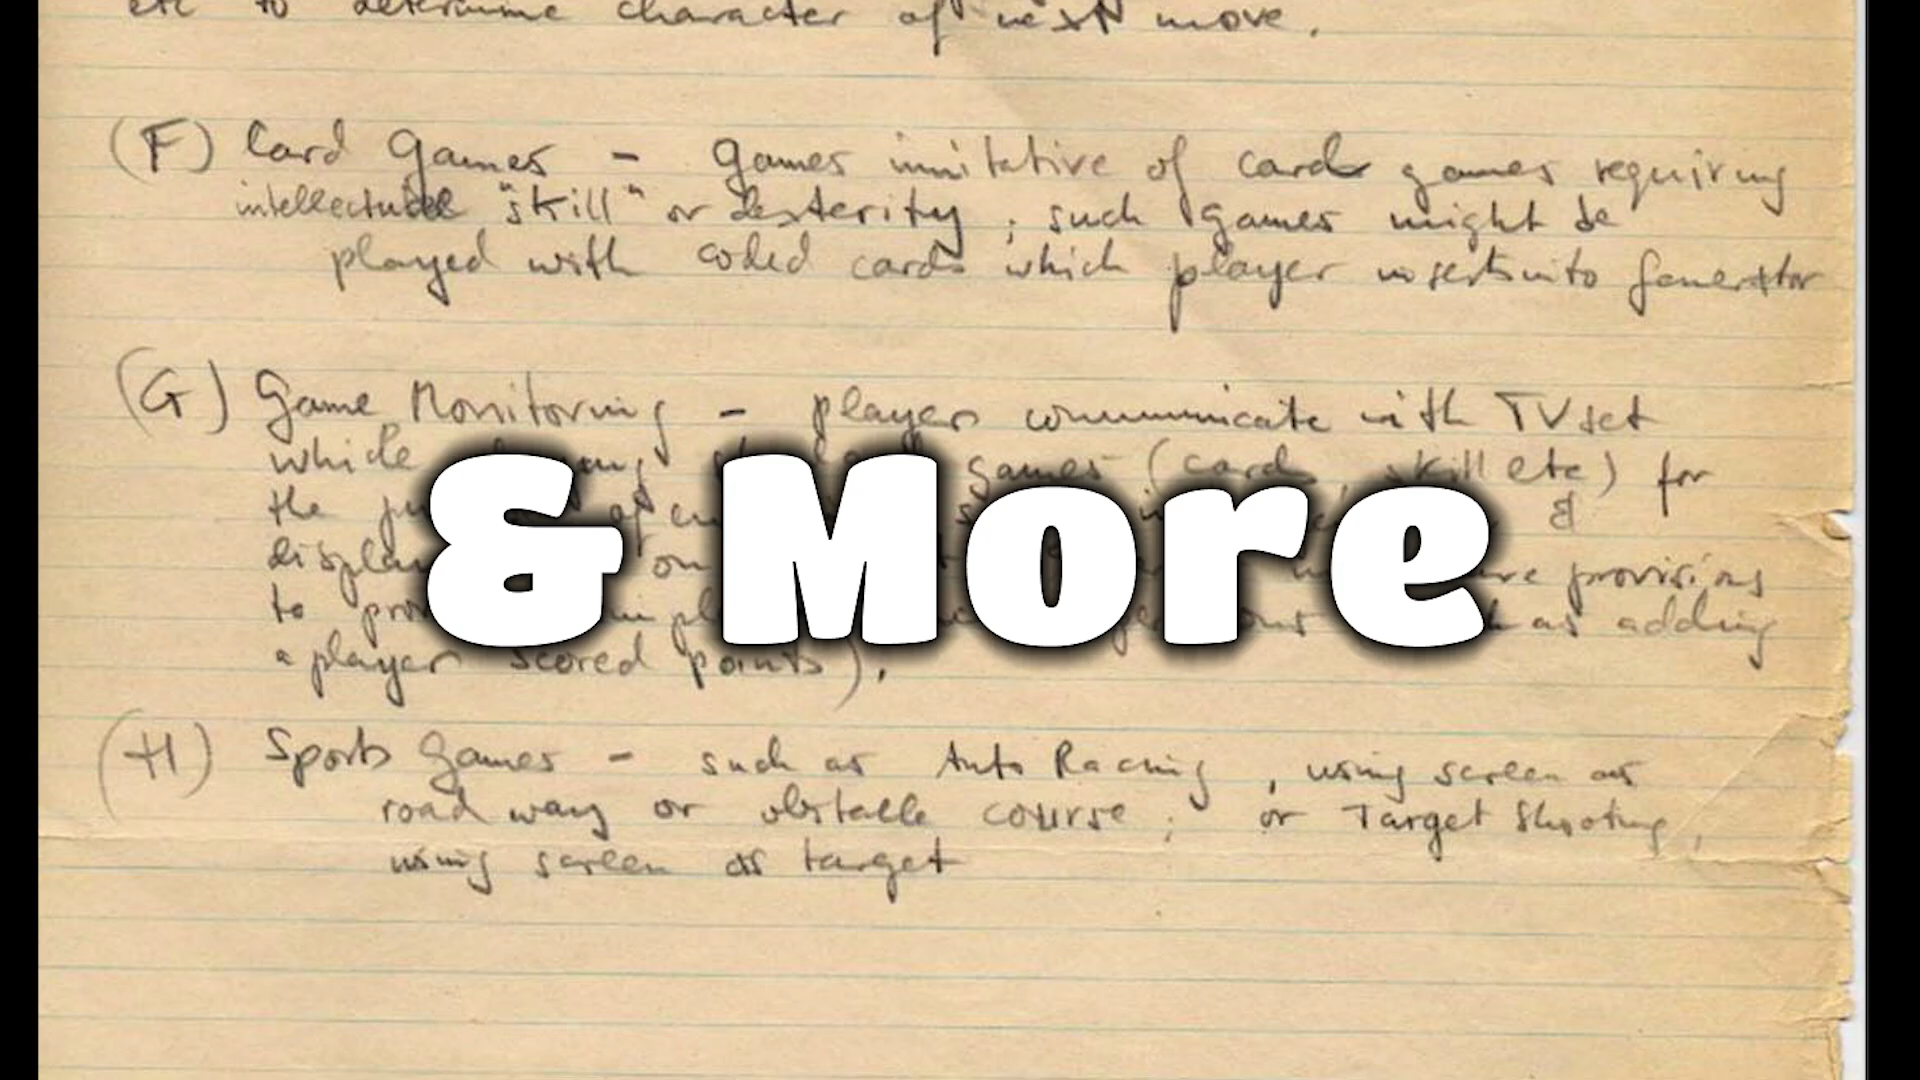 etc to determine character of next move.
(F) Card Games - Games imitative of card games requiring
intellectual "skill" or dexterity; such games might be
played with coded cards which player inserts into Generator
(G) Game Monitoring - player communicate with TV set
while games (cards, skill etc) for
the &
on provisions
to as adding
a player scored points).
& More
(H) Sports Games - such as Auto Racing, using screen as
road way or obstacle course; or Target Shooting,
using screen as target